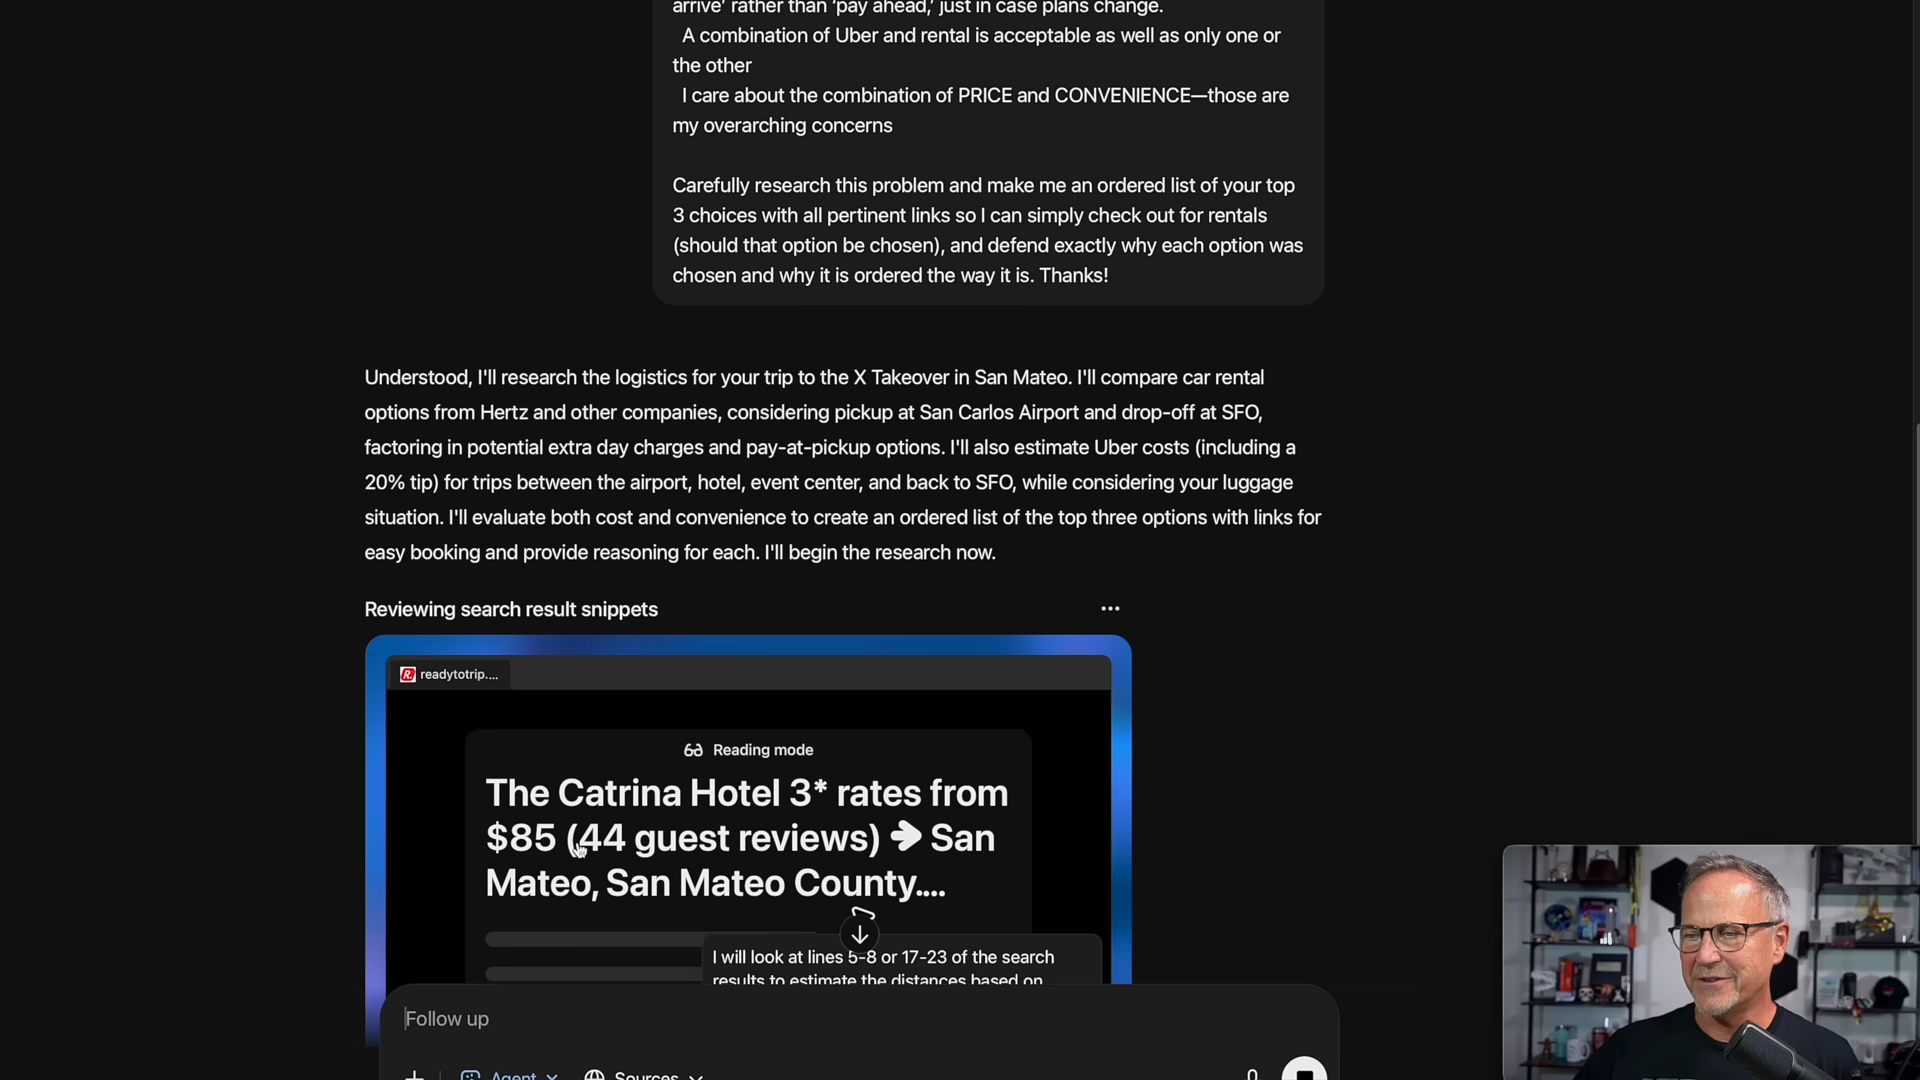 arrive’ rather than ‘pay ahead,’ just in case plans change.
A combination of Uber and rental is acceptable as well as only one or
the other
I care about the combination of PRICE and CONVENIENCE—those are
my overarching concerns
Carefully research this problem and make me an ordered list of your top
3 choices with all pertinent links so I can simply check out for rentals
(should that option be chosen), and defend exactly why each option was
chosen and why it is ordered the way it is. Thanks!
Understood, I'll research the logistics for your trip to the X Takeover in San Mateo. I'll compare car rental
options from Hertz and other companies, considering pickup at San Carlos Airport and drop-off at SFO,
factoring in potential extra day charges and pay-at-pickup options. I'll also estimate Uber costs (including a
20% tip) for trips between the airport, hotel, event center, and back to SFO, while considering your luggage
situation. I'll evaluate both cost and convenience to create an ordered list of the top three options with links for
easy booking and provide reasoning for each. I'll begin the research now.
Reviewing search result snippets
readytotrip....
Reading mode
The Catrina Hotel 3* rates from
$85 (44 guest reviews) ➔ San
Mateo, San Mateo County....
I will look at lines 5-8 or 17-23 of the search
results to estimate the distances based on
Follow up
Agent
Sources